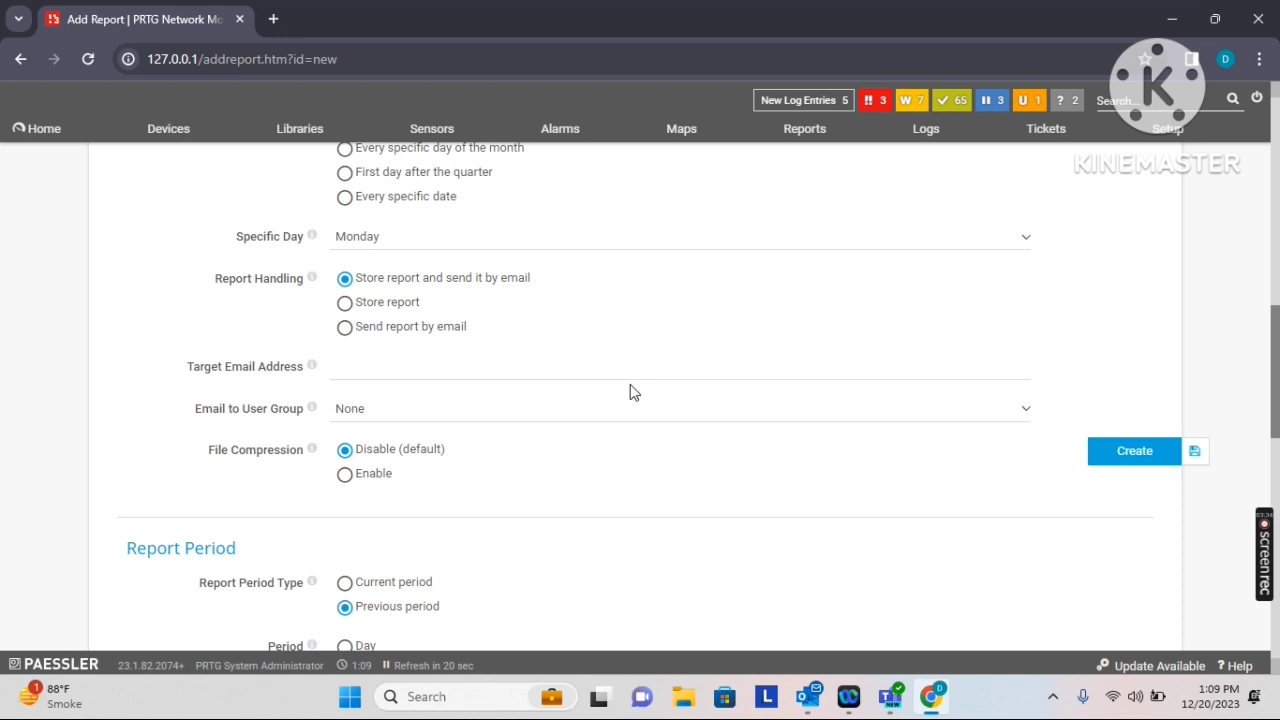 Add Report | PRTG Network Mo
127.0.0.1/addreport.htm?id=new
D
New Log Entries 5 !! 3 W 7 65 3 U 1 ? 2 Search...
K
Home Devices Libraries Sensors Alarms Maps Reports Logs Tickets Setup
KINEMASTER
Every specific day of the month
First day after the quarter
Every specific date
Specific Day Monday
Report Handling Store report and send it by email
Store report
Send report by email
Target Email Address
Email to User Group None
File Compression Disable (default)
Create
Enable
screen rec
Report Period
Report Period Type Current period
Previous period
Period Day
PAESSLER 23.1.82.2074+ PRTG System Administrator 1:09 Refresh in 20 sec Update Available ? Help
1 88°F
Smoke
Search
L
T
NEW
D
1:09 PM
12/20/2023